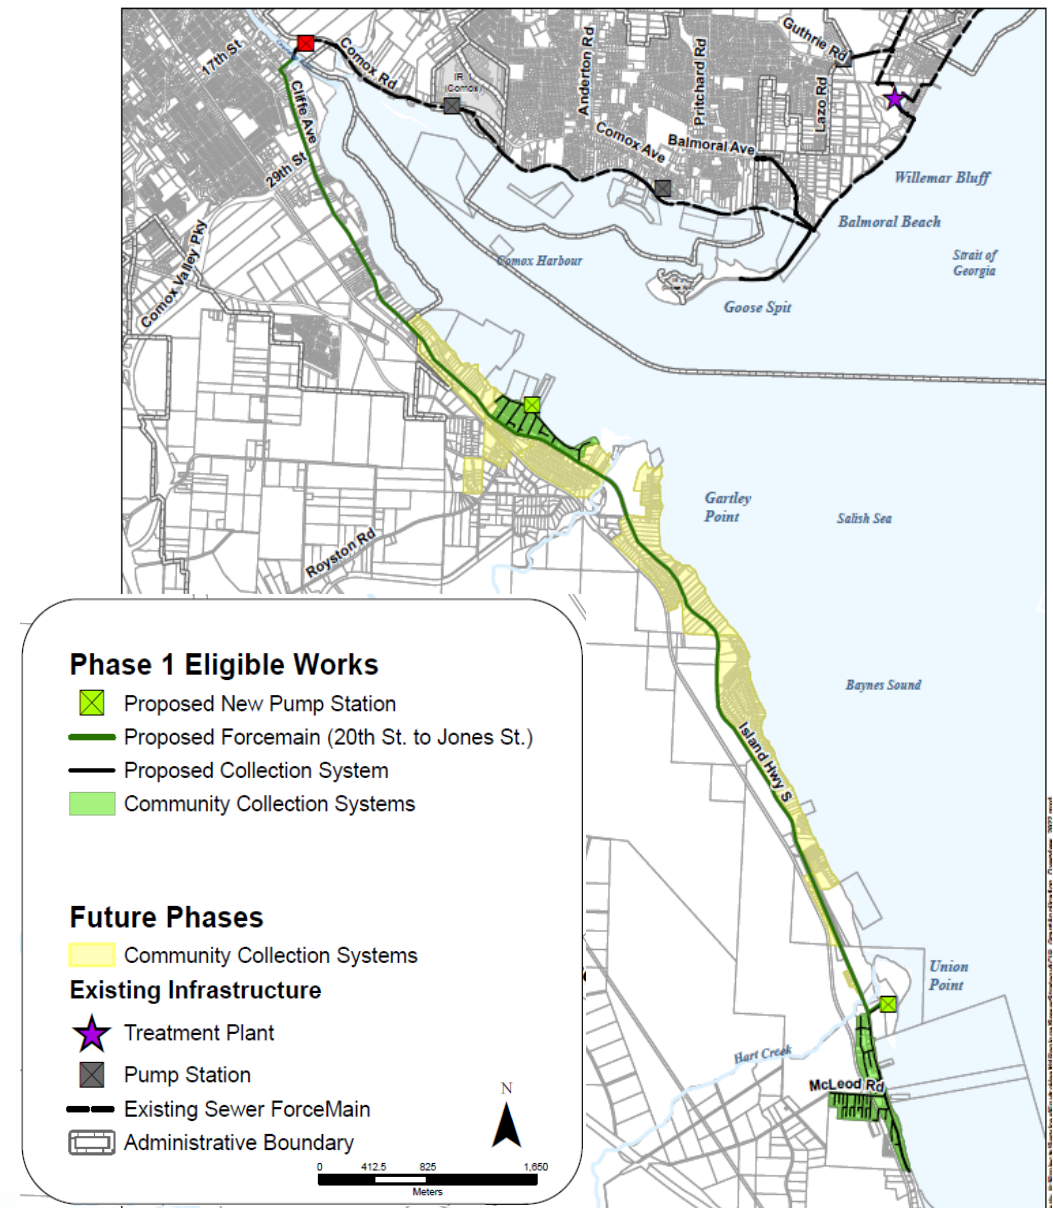 17th St
Comox Rd
IR 1
(Comox)
Cliffe Ave
29th St
Comox Valley Pky
Anderton Rd
Pritchard Rd
Guthrie Rd
Lazo Rd
Comox Ave
Balmoral Ave
Willemar Bluff
Balmoral Beach
Strait of
Georgia
Comox Harbour
Goose Spit
Gartley
Point
Salish Sea
Royston Rd
Baynes Sound
Island Hwy S
Union
Point
Hart Creek
McLeod Rd
Phase 1 Eligible Works
Proposed New Pump Station
Proposed Forcemain (20th St. to Jones St.)
Proposed Collection System
Community Collection Systems
Future Phases
Community Collection Systems
Existing Infrastructure
Treatment Plant
Pump Station
Existing Sewer ForceMain
Administrative Boundary
N
0 412.5 825 1,650
Meters